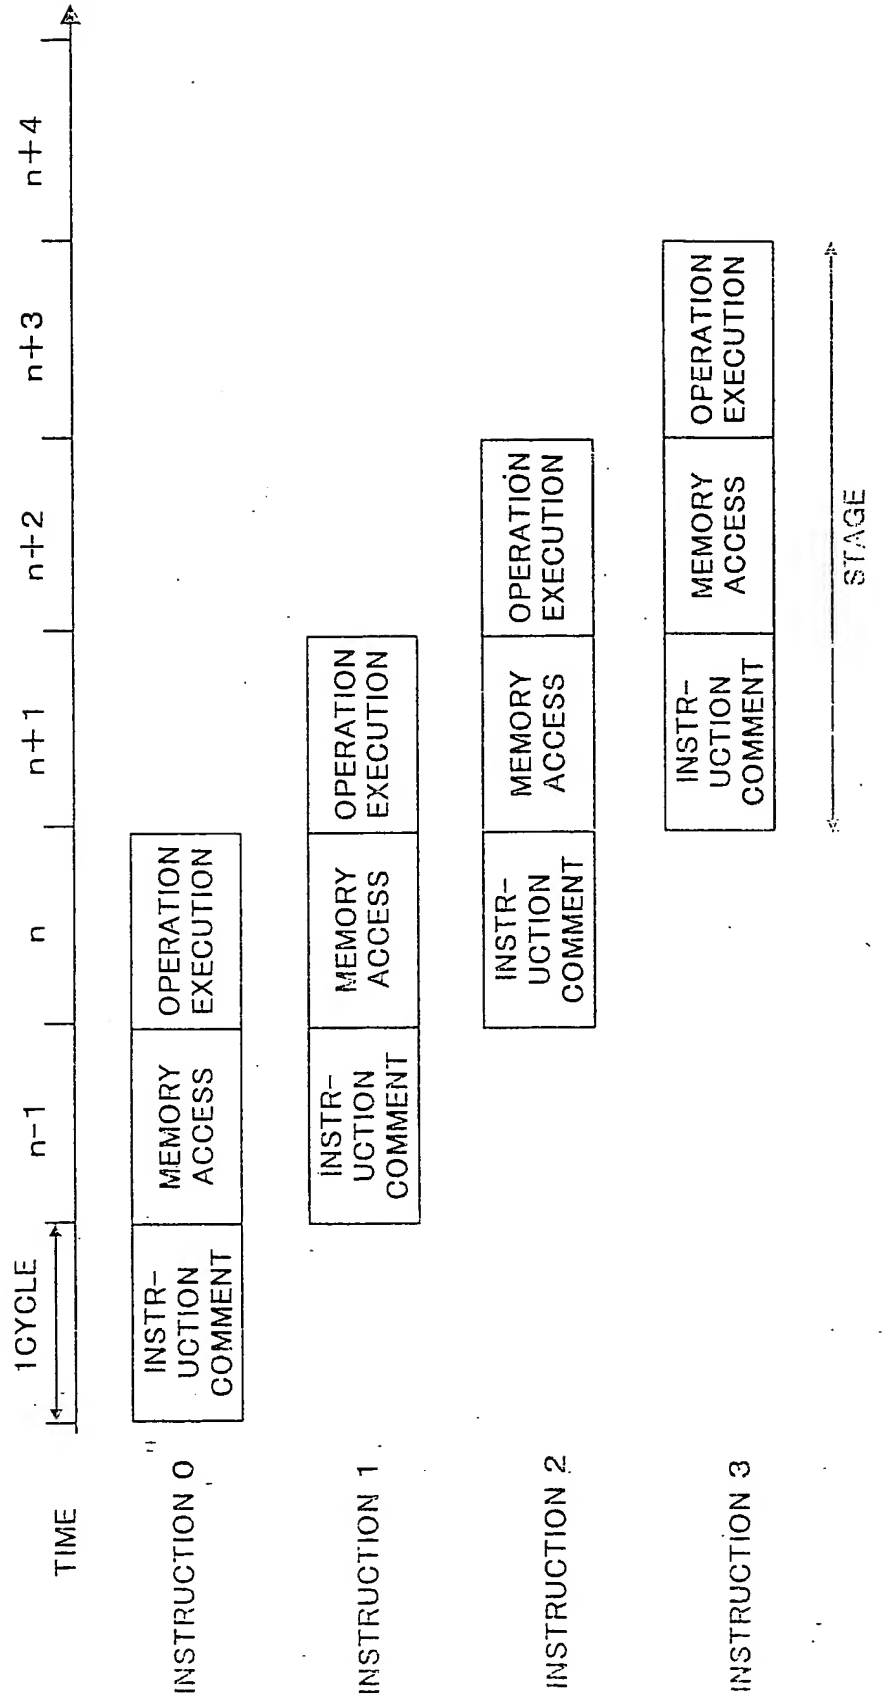 TIME
1CYCLE
n-1
n
n+1
n+2
n+3
n+4
INSTRUCTION 0
INSTR-
UCTION
COMMENT
MEMORY
ACCESS
OPERATION
EXECUTION
INSTRUCTION 1
INSTR-
UCTION
COMMENT
MEMORY
ACCESS
OPERATION
EXECUTION
INSTRUCTION 2
INSTR-
UCTION
COMMENT
MEMORY
ACCESS
OPERATION
EXECUTION
INSTRUCTION 3
INSTR-
UCTION
COMMENT
MEMORY
ACCESS
OPERATION
EXECUTION
STAGE